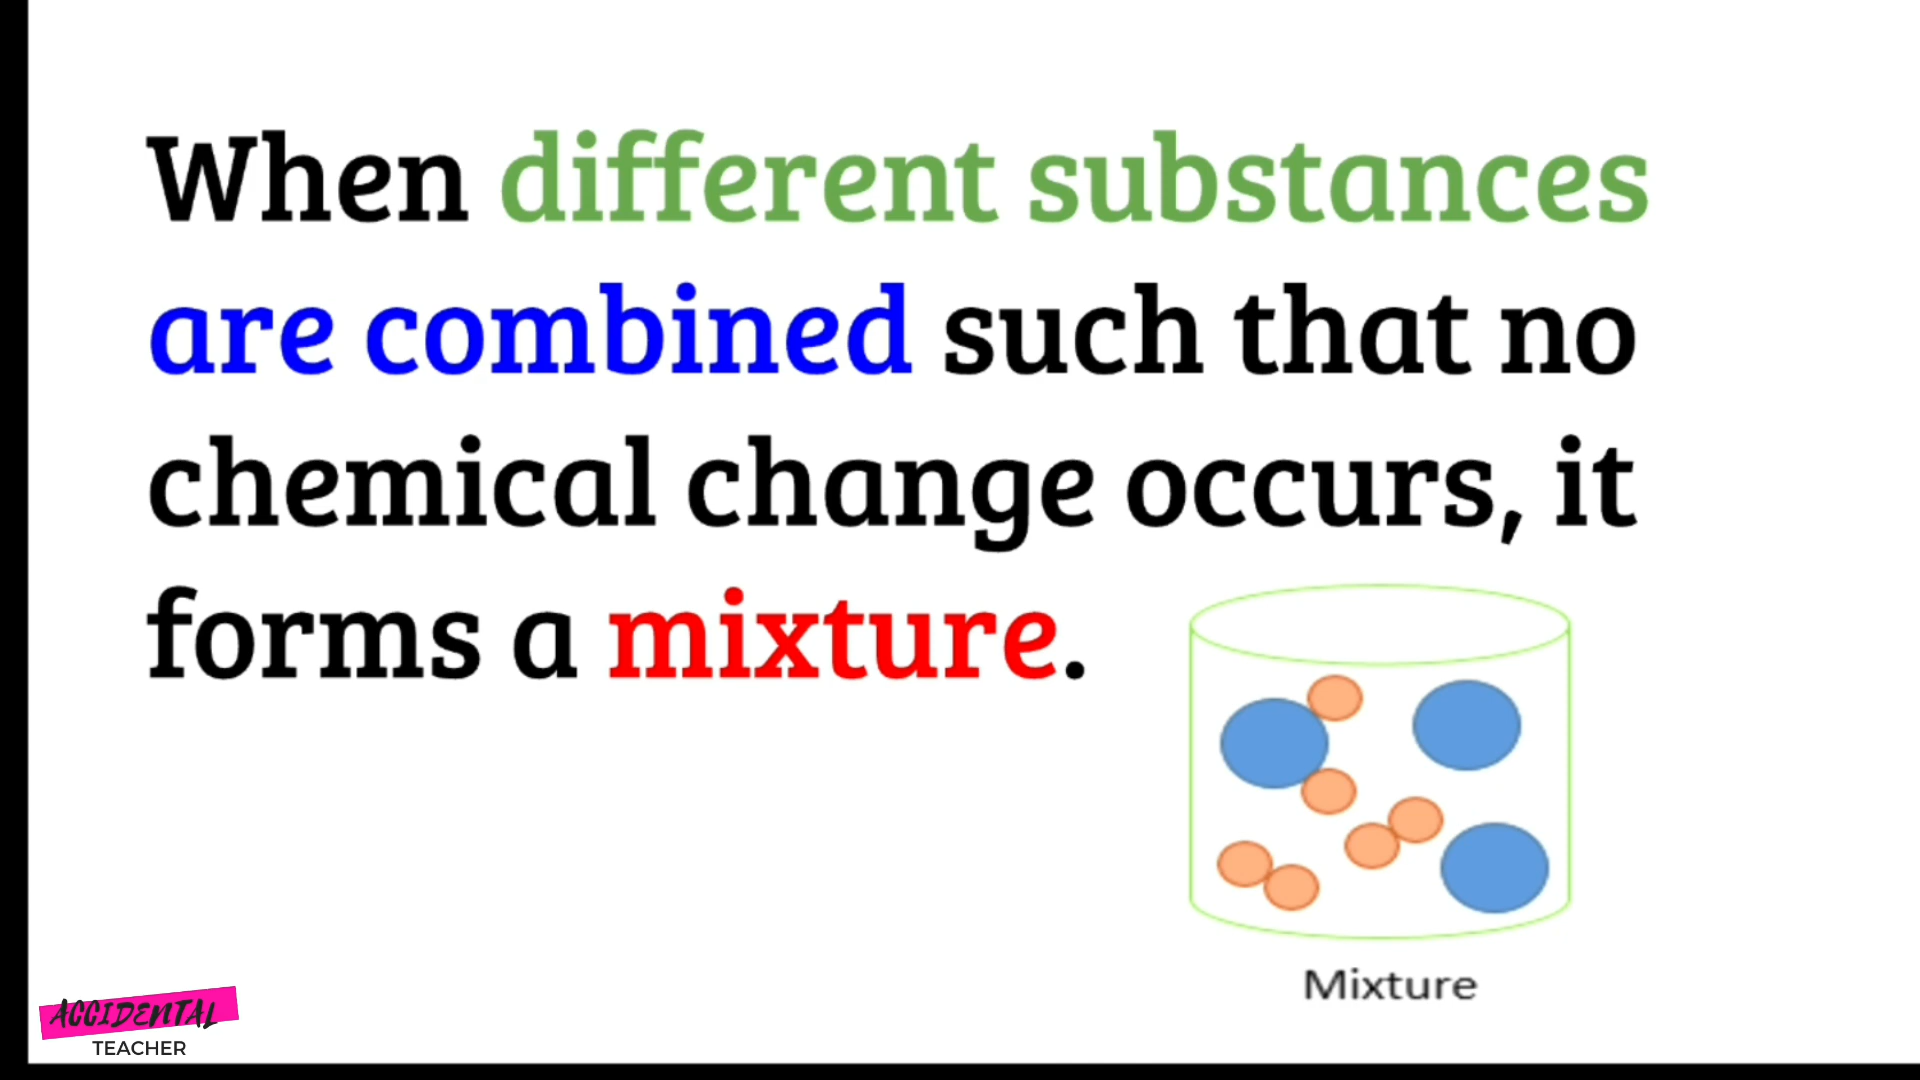 When different substances
are combined such that no
chemical change occurs, it
forms a mixture.
Mixture
ACCIDENTAL
TEACHER